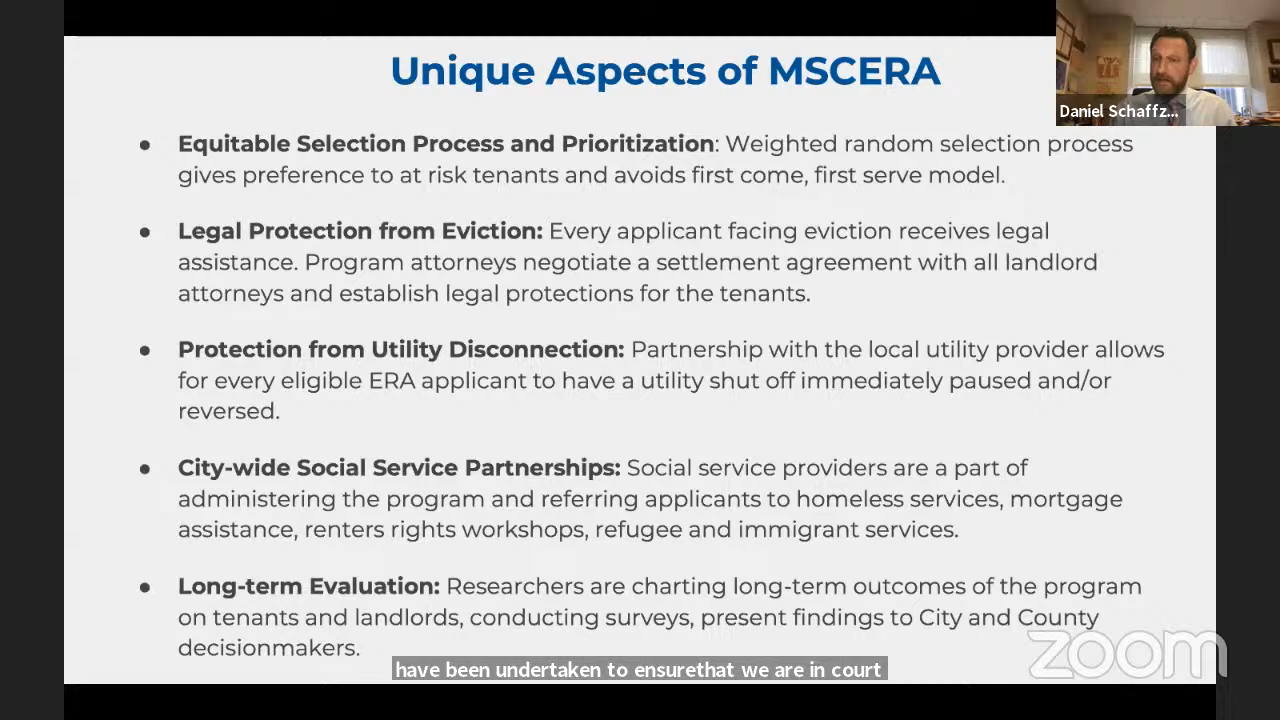 Unique Aspects of MSCERA
Daniel Schaffz...
● Equitable Selection Process and Prioritization: Weighted random selection process
gives preference to at risk tenants and avoids first come, first serve model.
● Legal Protection from Eviction: Every applicant facing eviction receives legal
assistance. Program attorneys negotiate a settlement agreement with all landlord
attorneys and establish legal protections for the tenants.
● Protection from Utility Disconnection: Partnership with the local utility provider allows
for every eligible ERA applicant to have a utility shut off immediately paused and/or
reversed.
● City-wide Social Service Partnerships: Social service providers are a part of
administering the program and referring applicants to homeless services, mortgage
assistance, renters rights workshops, refugee and immigrant services.
● Long-term Evaluation: Researchers are charting long-term outcomes of the program
on tenants and landlords, conducting surveys, present findings to City and County
decisionmakers.
zoom
have been undertaken to ensurethat we are in court